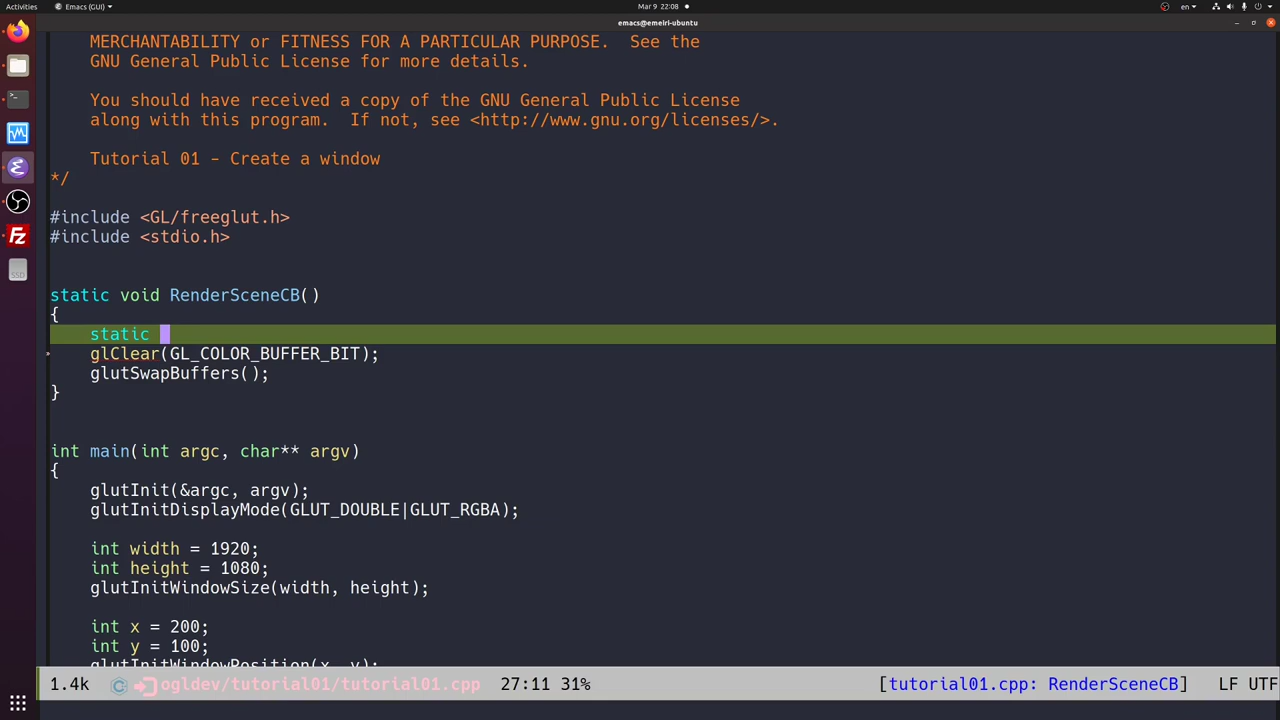 Activities Emacs (GUI) Mar 9 22:08 en
emacs@emeiri-ubuntu
MERCHANTABILITY or FITNESS FOR A PARTICULAR PURPOSE.  See the
GNU General Public License for more details.
You should have received a copy of the GNU General Public License
along with this program.  If not, see <http://www.gnu.org/licenses/>.
Tutorial 01 - Create a window
*/
#include <GL/freeglut.h>
#include <stdio.h>
static void RenderSceneCB()
{
static
glClear(GL_COLOR_BUFFER_BIT);
glutSwapBuffers();
}
int main(int argc, char** argv)
{
glutInit(&argc, argv);
glutInitDisplayMode(GLUT_DOUBLE|GLUT_RGBA);
int width = 1920;
int height = 1080;
glutInitWindowSize(width, height);
int x = 200;
int y = 100;
glutInitWindowPosition(x, y);
1.4k ogldev/tutorial01/tutorial01.cpp 27:11 31% [tutorial01.cpp: RenderSceneCB] LF UTF
SSD